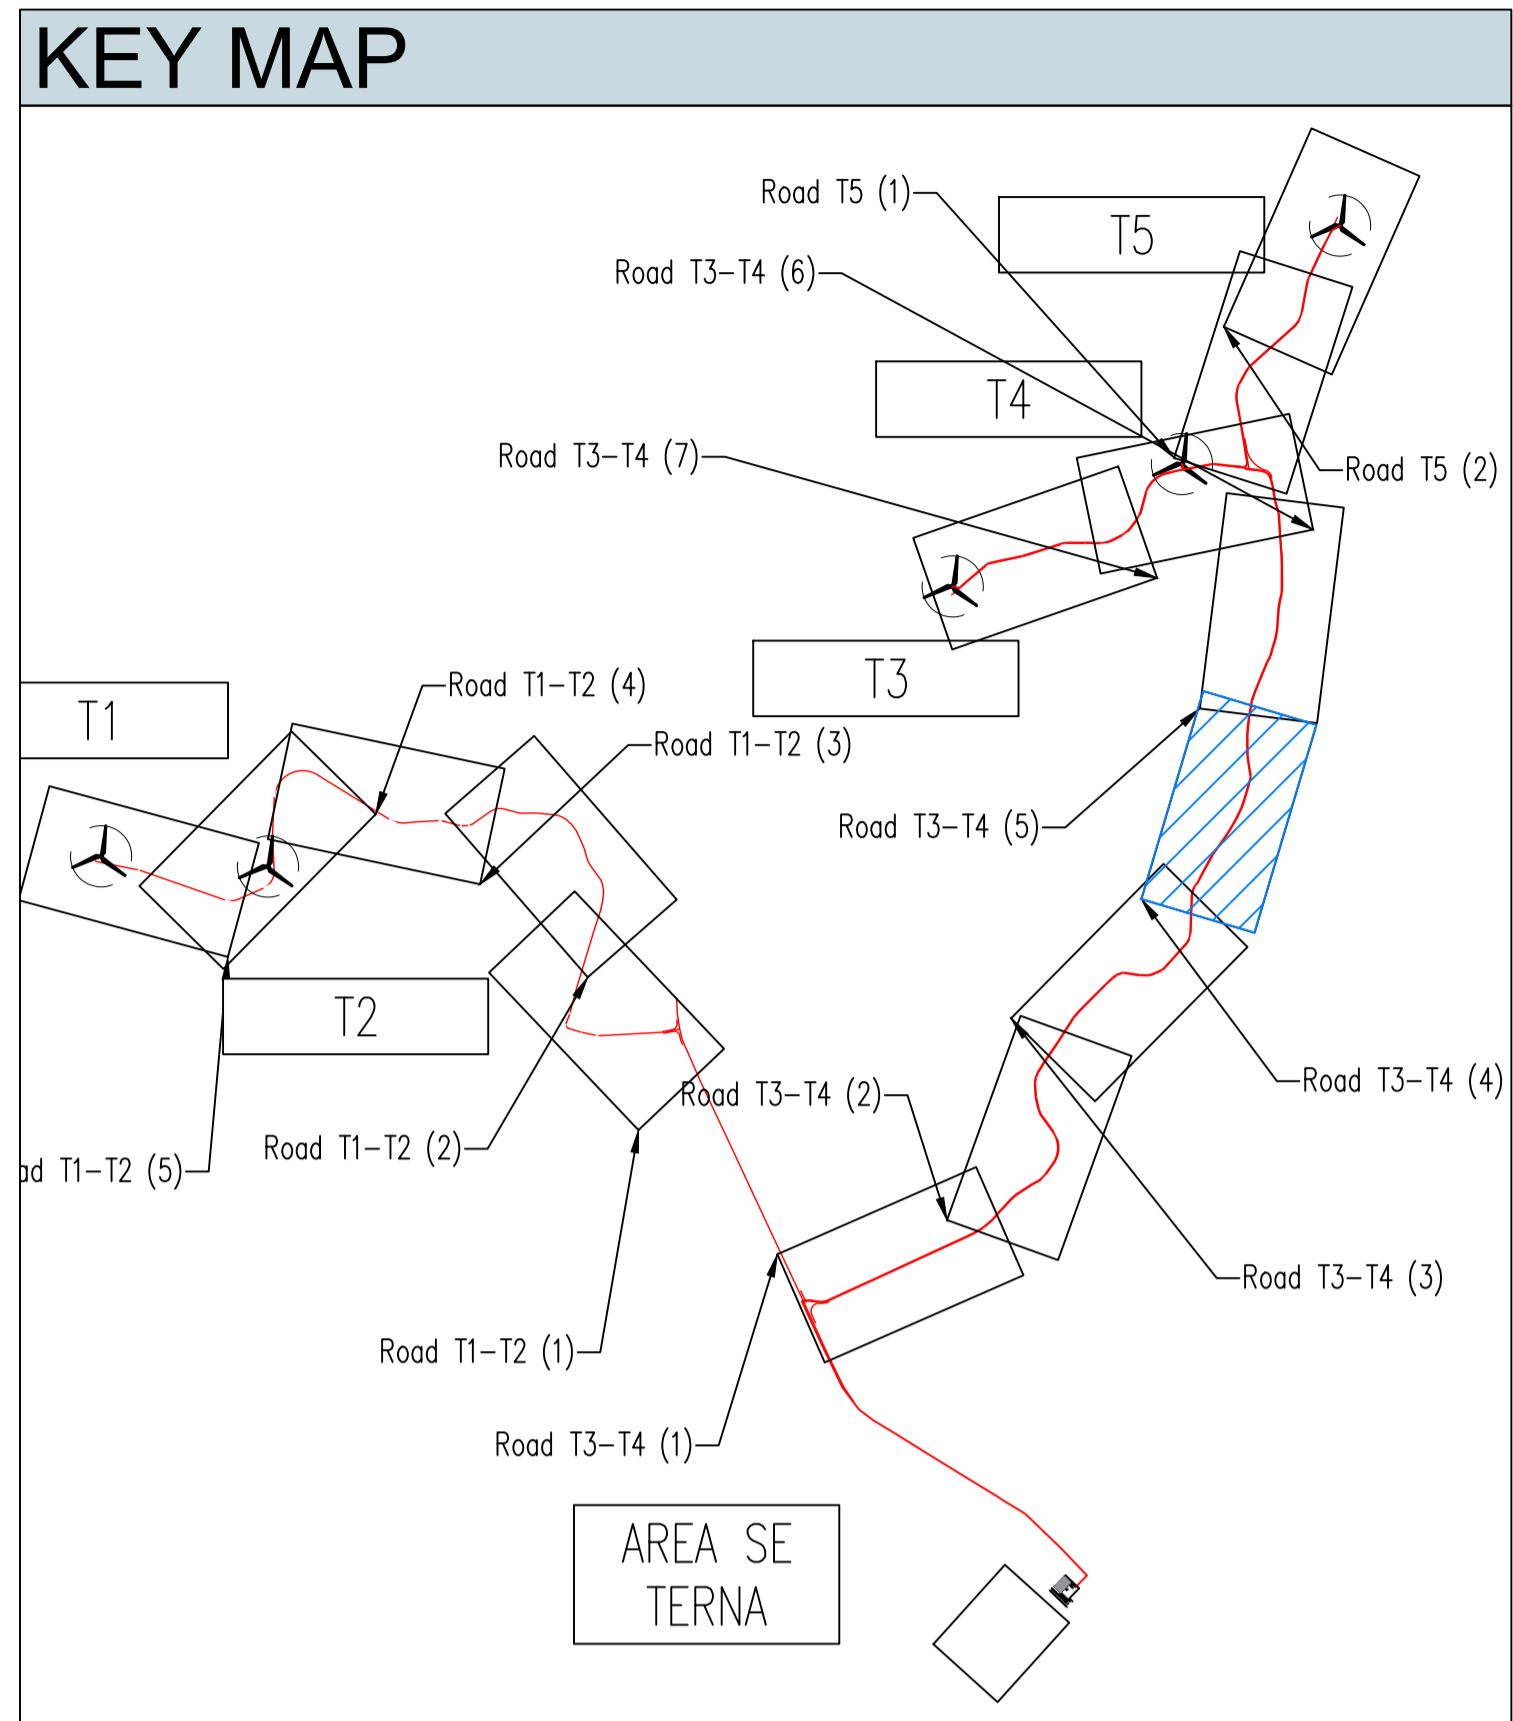 KEY MAP
Road T5 (1)
T5
Road T3-T4 (6)
T4
Road T3-T4 (7)
Road T5 (2)
T3
Road T1-T2 (4)
T1
Road T1-T2 (3)
Road T3-T4 (5)
T2
Road T3-T4 (4)
Road T3-T4 (2)
Road T1-T2 (2)
ad T1-T2 (5)
Road T3-T4 (3)
Road T1-T2 (1)
Road T3-T4 (1)
AREA SE
TERNA